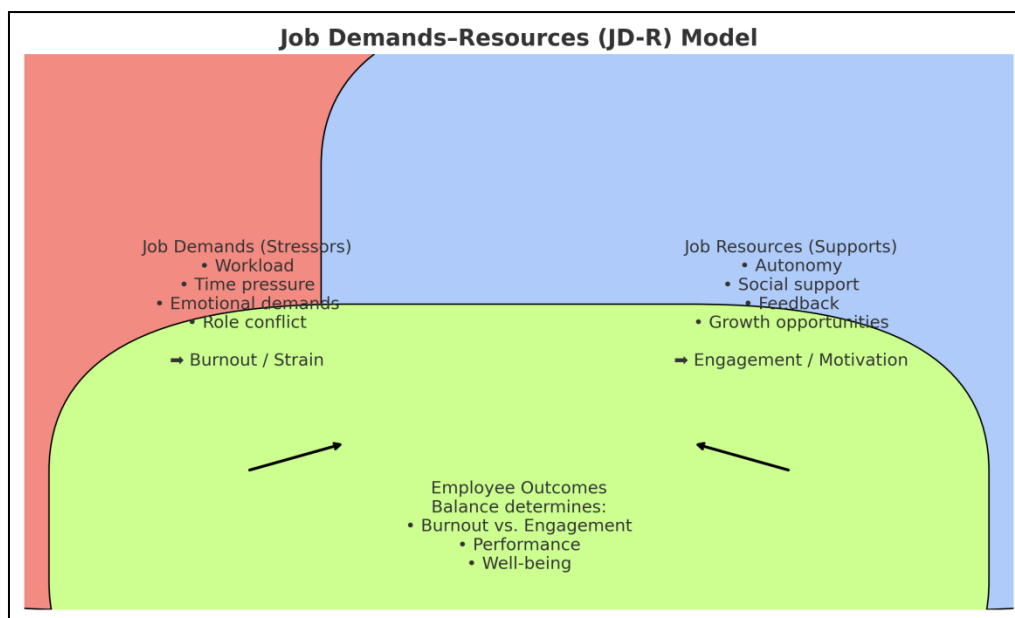 Job Demands–Resources (JD-R) Model
Job Demands (Stressors)
• Workload
• Time pressure
• Emotional demands
• Role conflict
➡ Burnout / Strain
Job Resources (Supports)
• Autonomy
• Social support
• Feedback
• Growth opportunities
➡ Engagement / Motivation
Employee Outcomes
Balance determines:
• Burnout vs. Engagement
• Performance
• Well-being